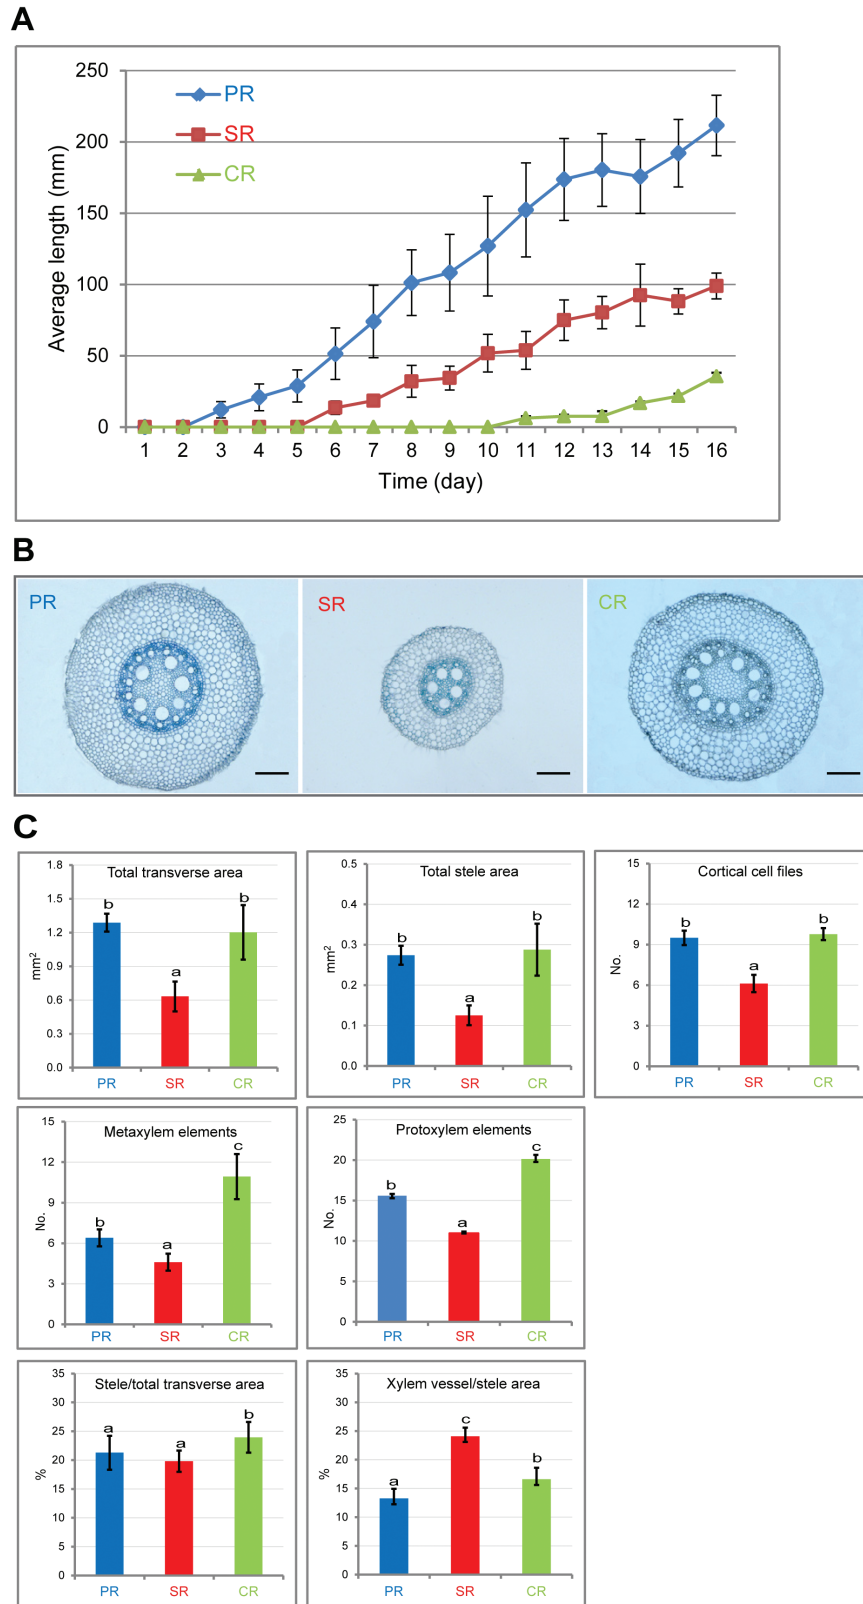 A
250
200
150
100
50
0
Average length (mm)
PR
SR
CR
1 2 3 4 5 6 7 8 9 10 11 12 13 14 15 16
Time (day)
B
PR SR CR
C
Total transverse area
1.8
1.5
1.2
0.9
0.6
0.3
0.0
mm²
b a b
PR SR CR
Total stele area
0.5
0.4
0.3
0.2
0.1
0.0
mm²
b a b
PR SR CR
Cortical cell files
15
12
9
6
3
0
No.
b a b
PR SR CR
Metaxylem elements
15
12
9
6
3
0
No.
b a c
PR SR CR
Protoxylem elements
25
20
15
10
5
0
No.
b a c
PR SR CR
Stele/total transverse area
35
30
25
20
15
10
5
0
%
a a b
PR SR CR
Xylem vessel/stele area
35
30
25
20
15
10
5
0
%
a c b
PR SR CR